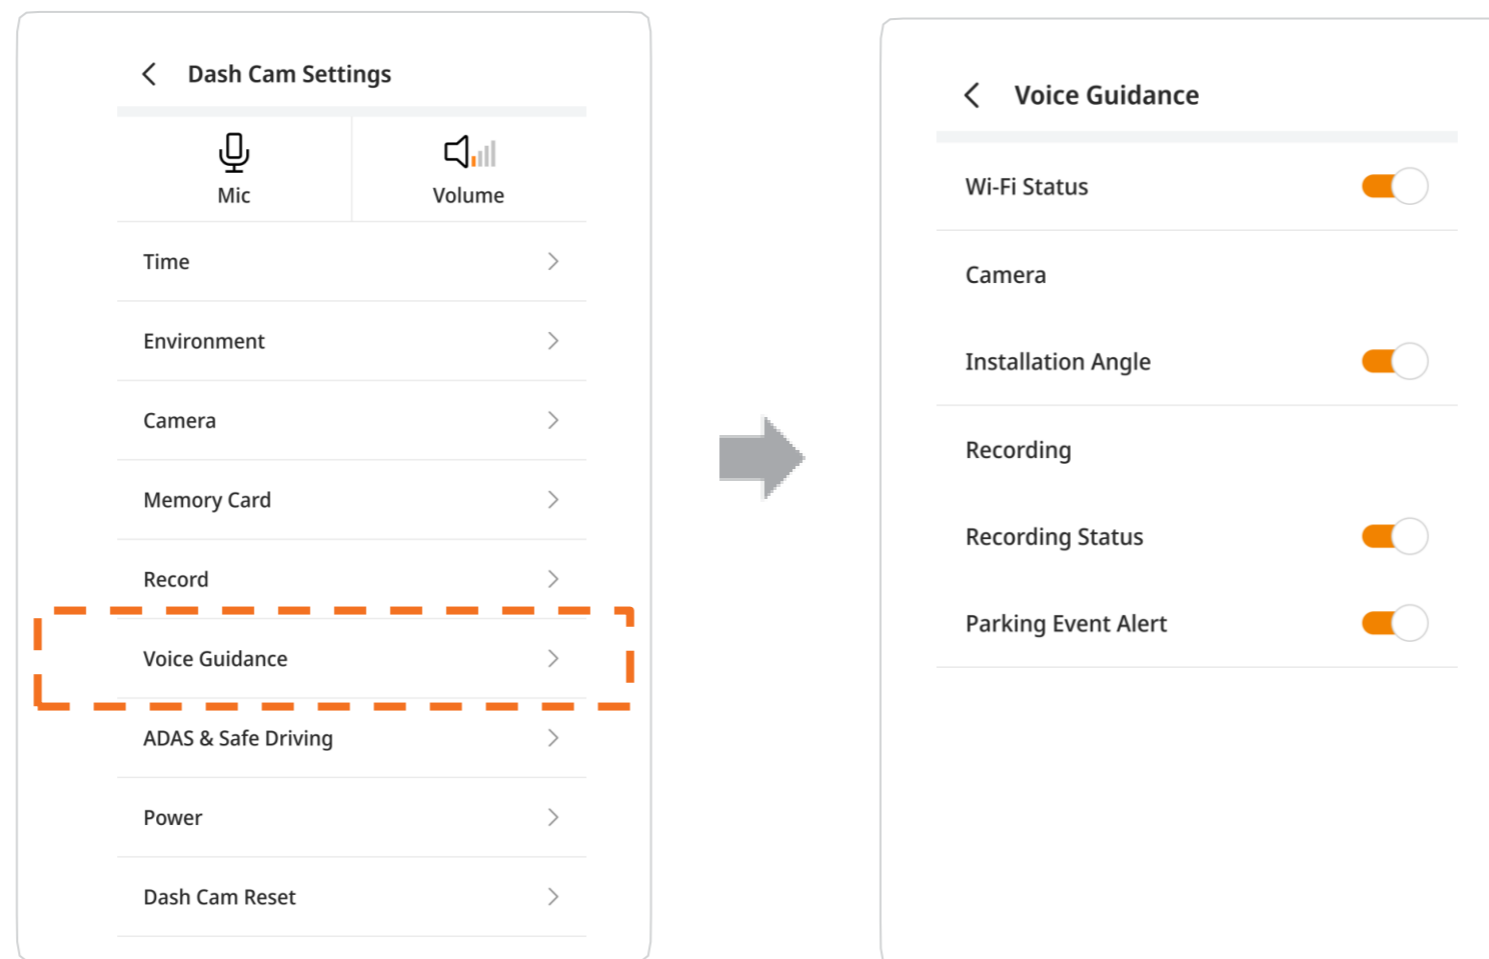 Dash Cam Settings
Mic
Volume
Time
Environment
Camera
Memory Card
Record
Voice Guidance
ADAS & Safe Driving
Power
Dash Cam Reset
Voice Guidance
Wi-Fi Status
Camera
Installation Angle
Recording
Recording Status
Parking Event Alert